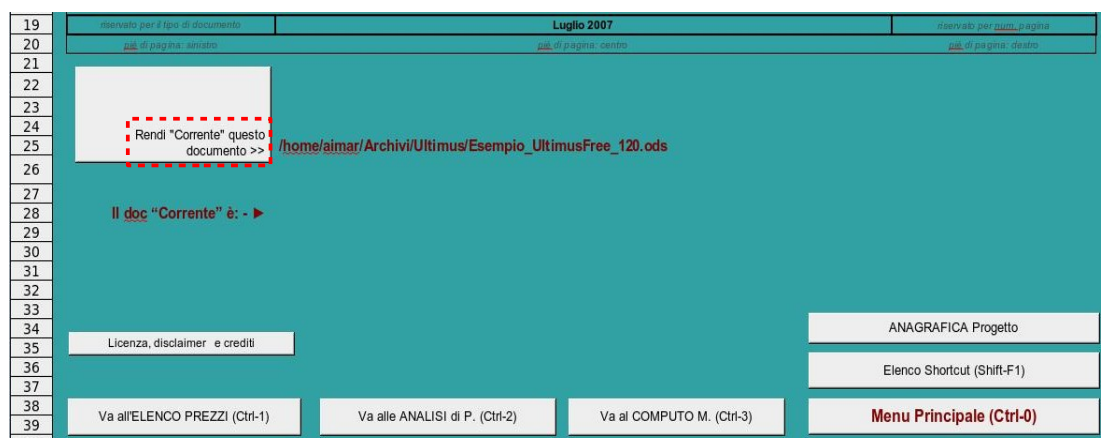 19 riservato per il tipo di documento Luglio 2007 riservato per num. pagina
20 piè di pagina: sinistro piè di pagina: centro piè di pagina: destro
21
22
23
24 Rendi "Corrente" questo
25 documento >> /home/aimar/Archivi/Ultimus/Esempio_UltimusFree_120.ods
26
27
28 Il doc “Corrente” è: - ►
29
30
31
32
33
34 ANAGRAFICA Progetto
35 Licenza, disclaimer e crediti
36 Elenco Shortcut (Shift-F1)
37
38 Va all'ELENCO PREZZI (Ctrl-1) Va alle ANALISI di P. (Ctrl-2) Va al COMPUTO M. (Ctrl-3) Menu Principale (Ctrl-0)
39